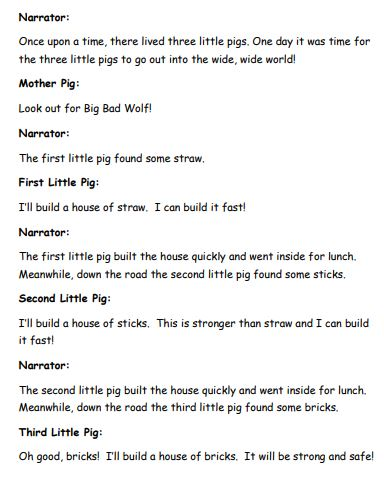 Narrator:
Once upon a time, there lived three little pigs. One day it was time for
the three little pigs to go out into the wide, wide world!
Mother Pig:
Look out for Big Bad Wolf!
Narrator:
The first little pig found some straw.
First Little Pig:
I'll build a house of straw.  I can build it fast!
Narrator:
The first little pig built the house quickly and went inside for lunch.
Meanwhile, down the road the second little pig found some sticks.
Second Little Pig:
I'll build a house of sticks.  This is stronger than straw and I can build
it fast!
Narrator:
The second little pig built the house quickly and went inside for lunch.
Meanwhile, down the road the third little pig found some bricks.
Third Little Pig:
Oh good, bricks!  I'll build a house of bricks.  It will be strong and safe!